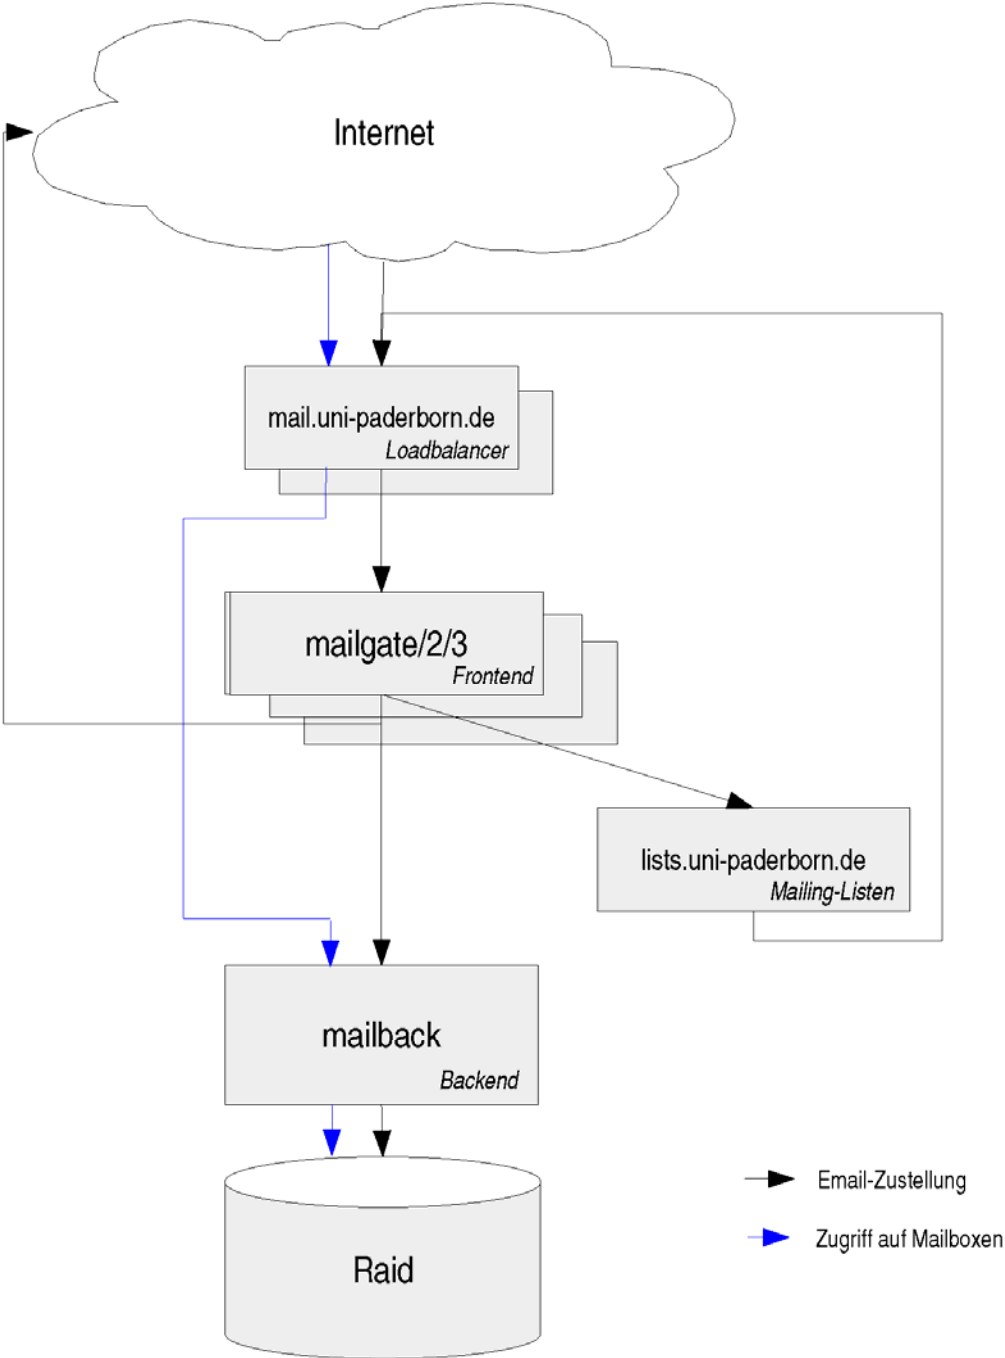 Internet
mail.uni-paderborn.de
Loadbalancer
mailgate/2/3
Frontend
lists.uni-paderborn.de
Mailing-Listen
mailback
Backend
Raid
Email-Zustellung
Zugriff auf Mailboxen